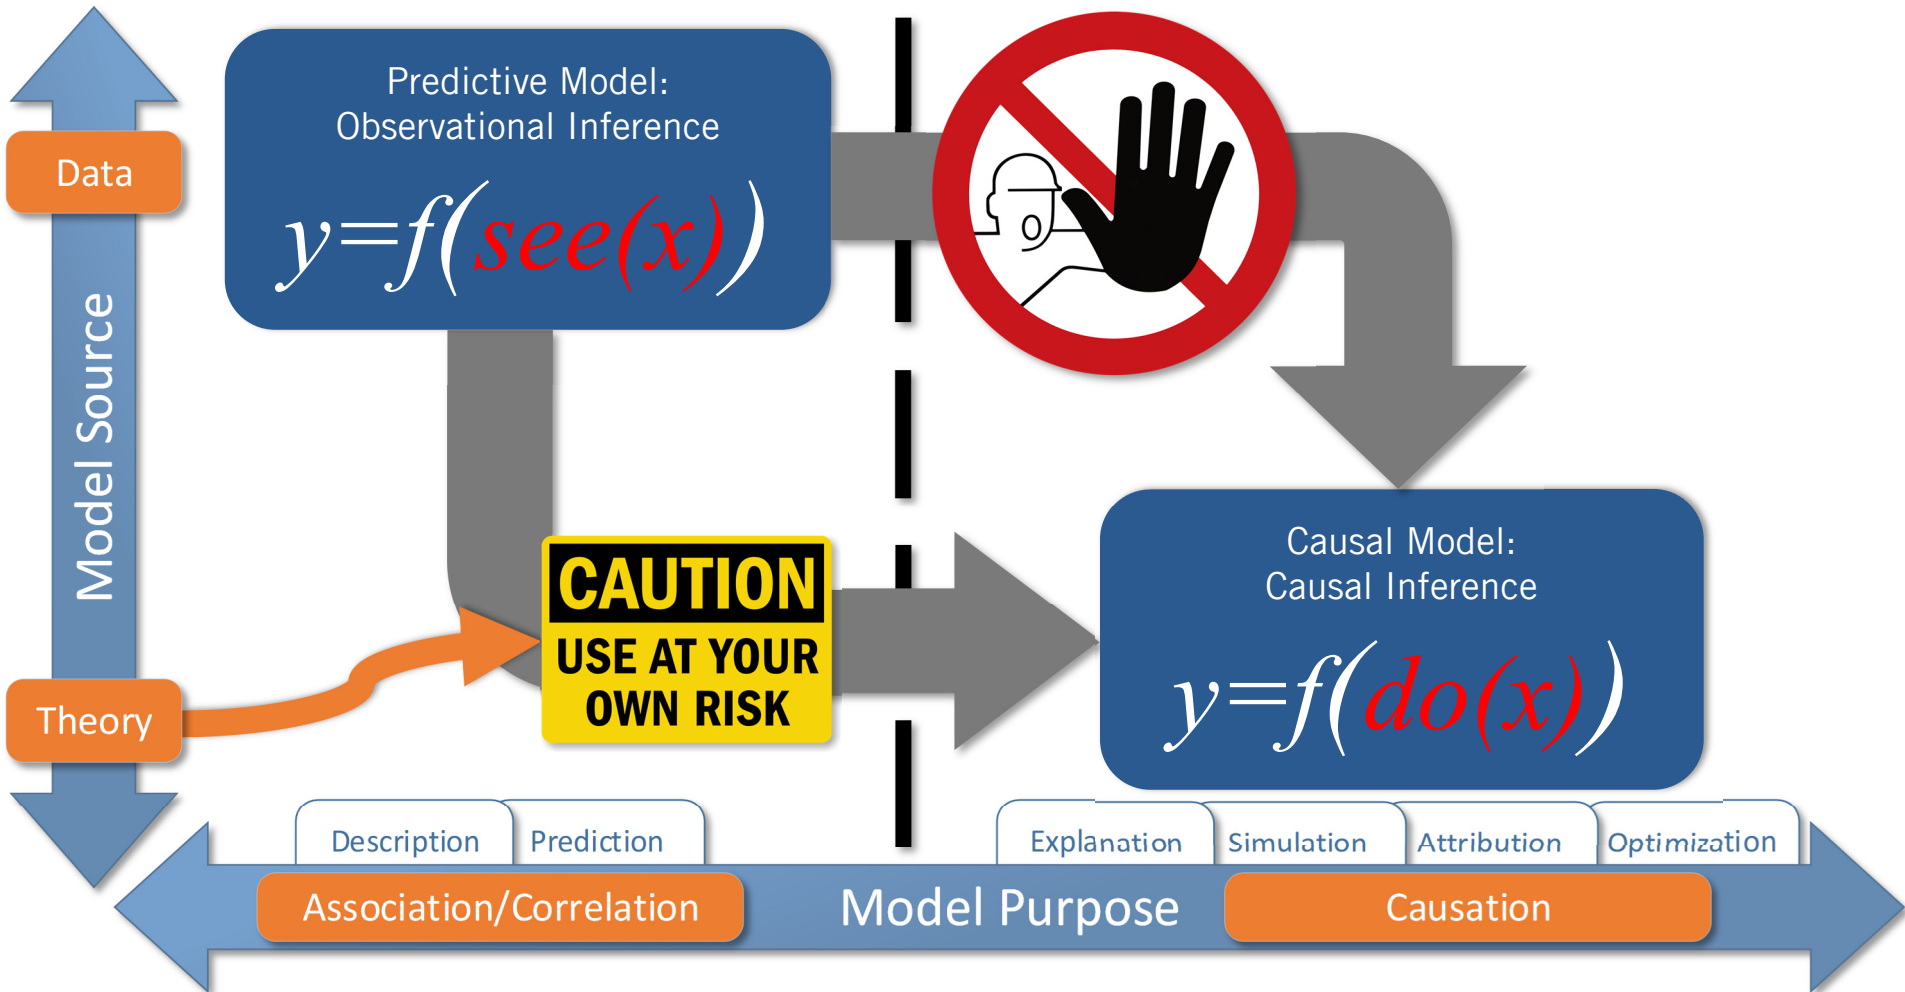 Predictive Model:
Observational Inference
y=f(see(x))
Data
Model Source
Theory
CAUTION
USE AT YOUR
OWN RISK
Causal Model:
Causal Inference
y=f(do(x))
Description
Prediction
Explanation
Simulation
Attribution
Optimization
Association/Correlation
Model Purpose
Causation